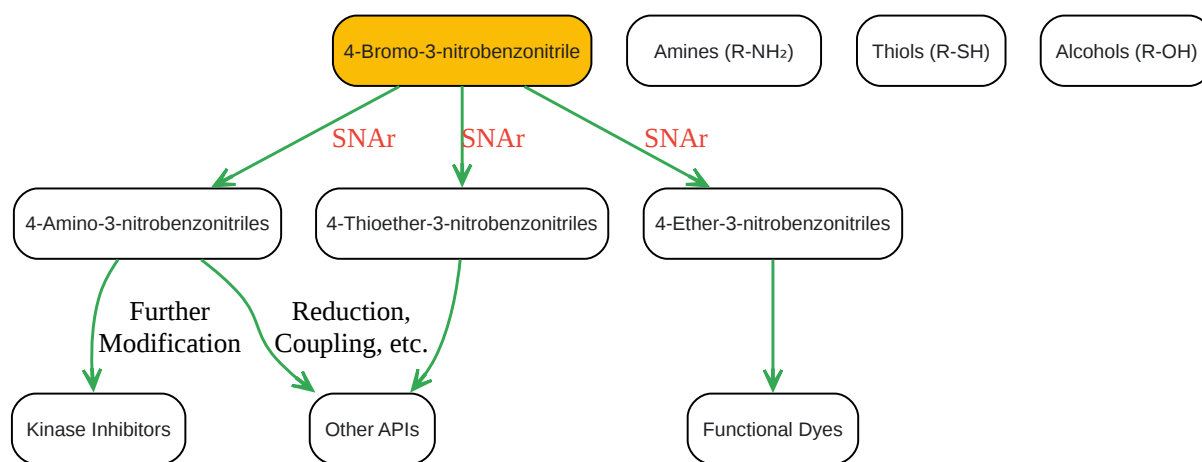 4-Bromo-3-nitrobenzonitrile
Amines (R-NH₂)
Thiols (R-SH)
Alcohols (R-OH)
SNAr
SNAr
SNAr
4-Amino-3-nitrobenzonitriles
4-Thioether-3-nitrobenzonitriles
4-Ether-3-nitrobenzonitriles
Further
Modification
Reduction,
Coupling, etc.
Kinase Inhibitors
Other APIs
Functional Dyes